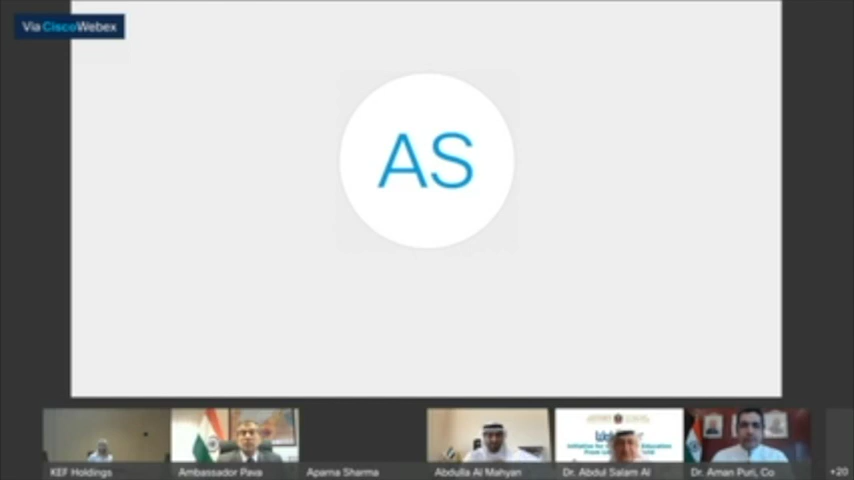 Via CiscoWebex
AS
KEF Holdings
Ambassador Pava
Aparna Sharma
Abdulla Al Mahyan
Dr. Abdul Salam Al
Dr. Aman Puri, Co
+20